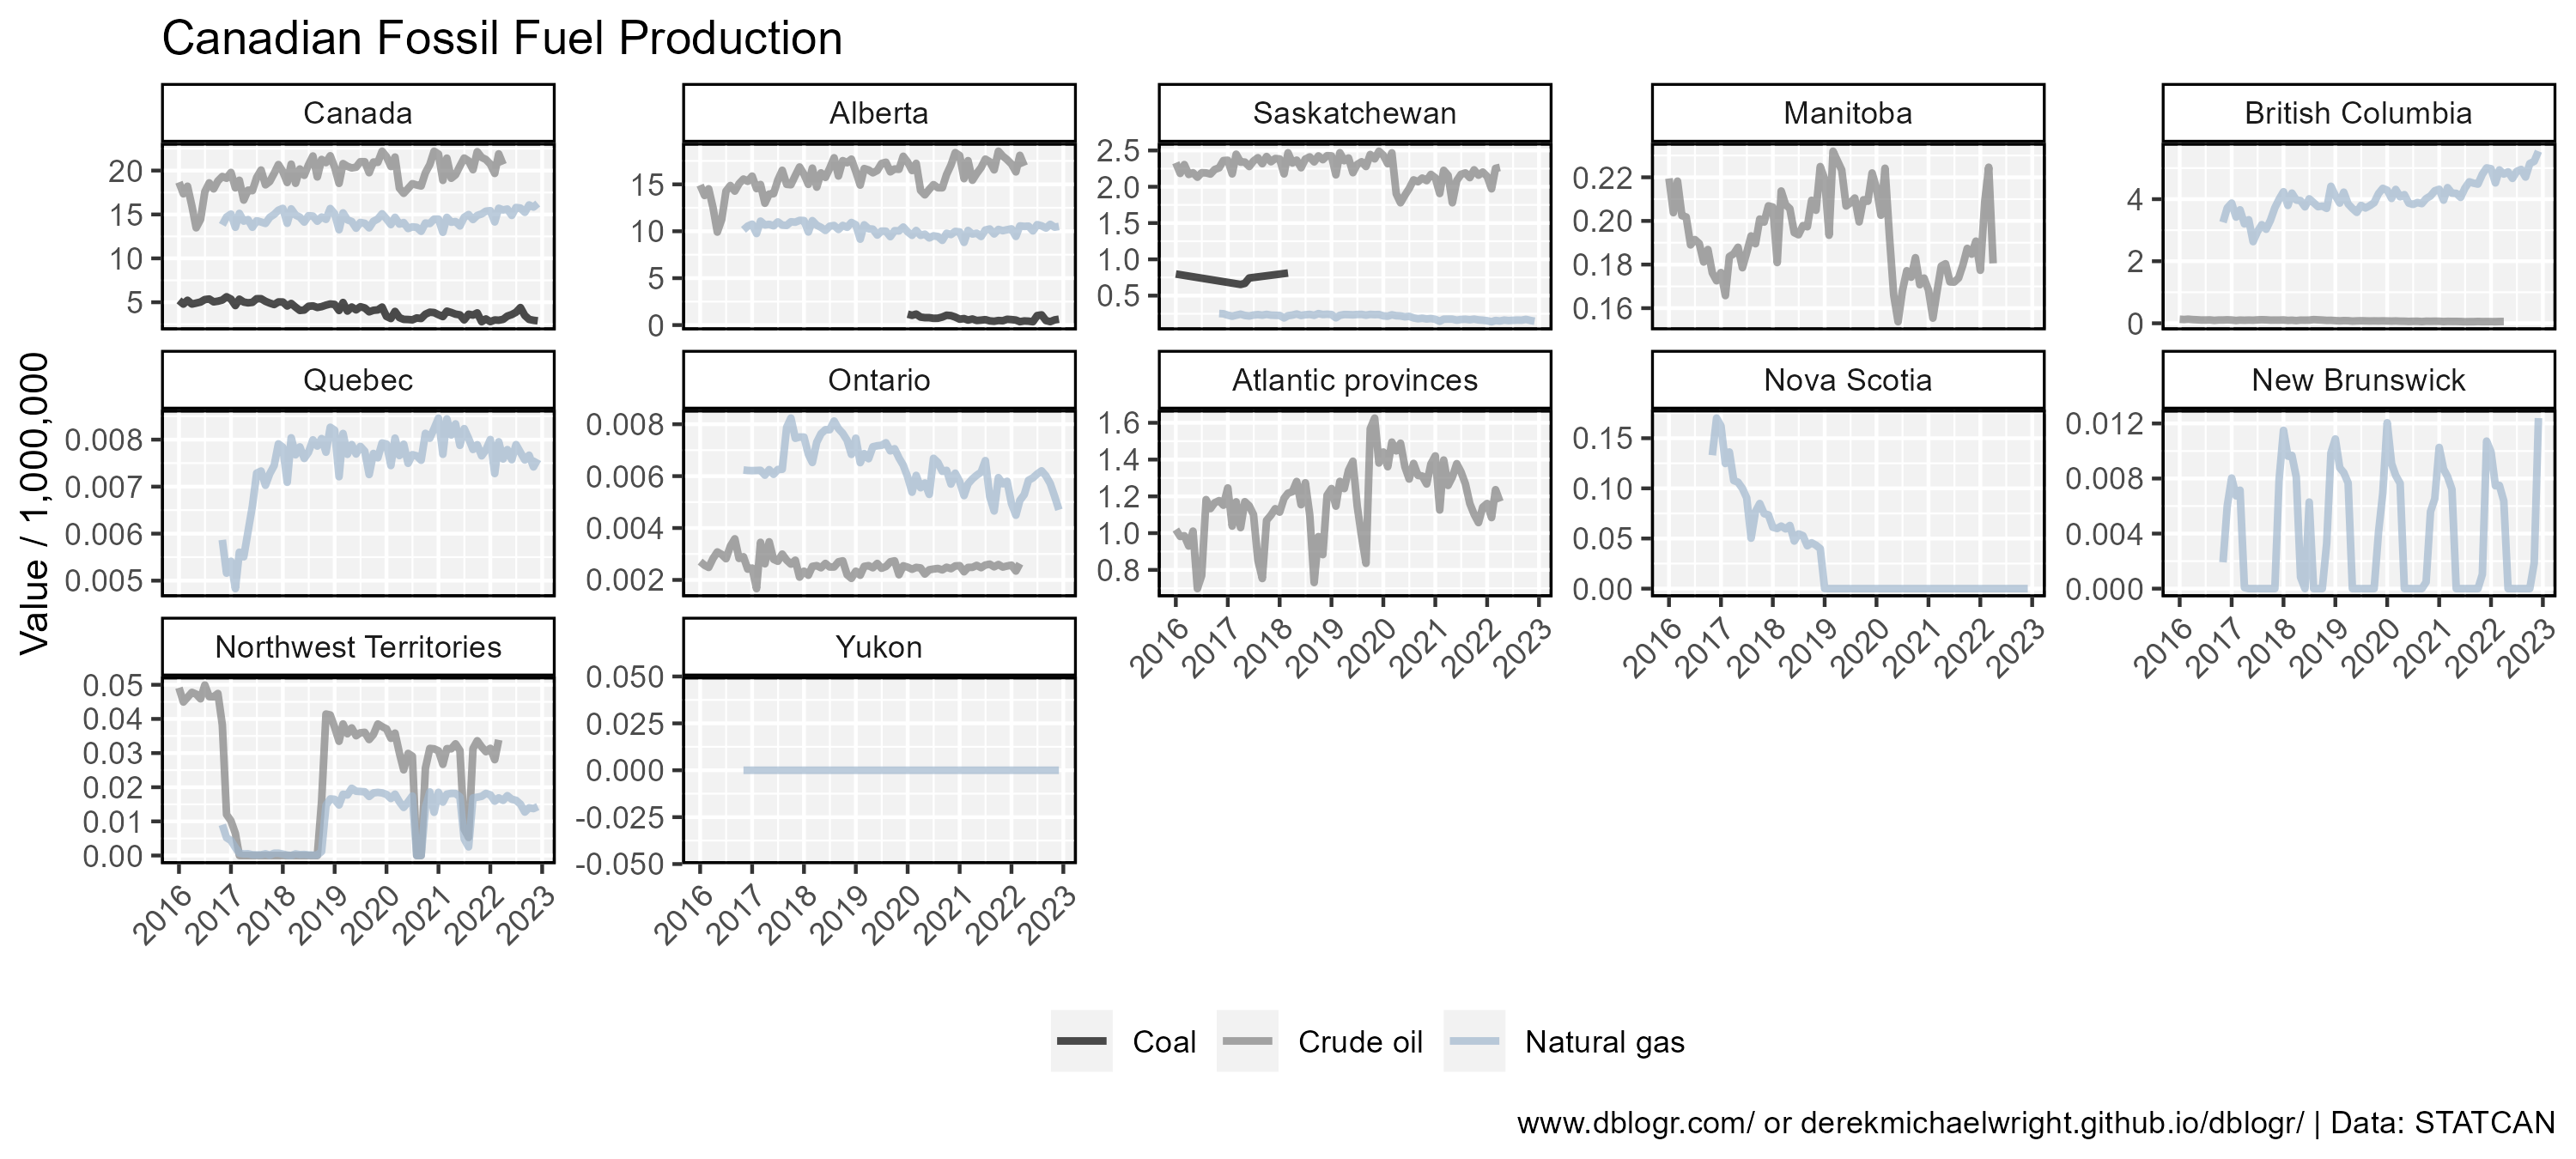 Canadian Fossil Fuel Production
Value / 1,000,000
Canada
20
15
10
5
Alberta
15
10
5
0
Saskatchewan
2.5
2.0
1.5
1.0
0.5
Manitoba
0.22
0.20
0.18
0.16
British Columbia
4
2
0
Quebec
0.008
0.007
0.006
0.005
Ontario
0.008
0.006
0.004
0.002
Atlantic provinces
1.6
1.4
1.2
1.0
0.8
2016 2017 2018 2019 2020 2021 2022 2023
Nova Scotia
0.15
0.10
0.05
0.00
2016 2017 2018 2019 2020 2021 2022 2023
New Brunswick
0.012
0.008
0.004
0.000
2016 2017 2018 2019 2020 2021 2022 2023
Northwest Territories
0.05
0.04
0.03
0.02
0.01
0.00
2016 2017 2018 2019 2020 2021 2022 2023
Yukon
0.050
0.025
0.000
-0.025
-0.050
2016 2017 2018 2019 2020 2021 2022 2023
Coal Crude oil Natural gas
www.dblogr.com/ or derekmichaelwright.github.io/dblogr/ | Data: STATCAN